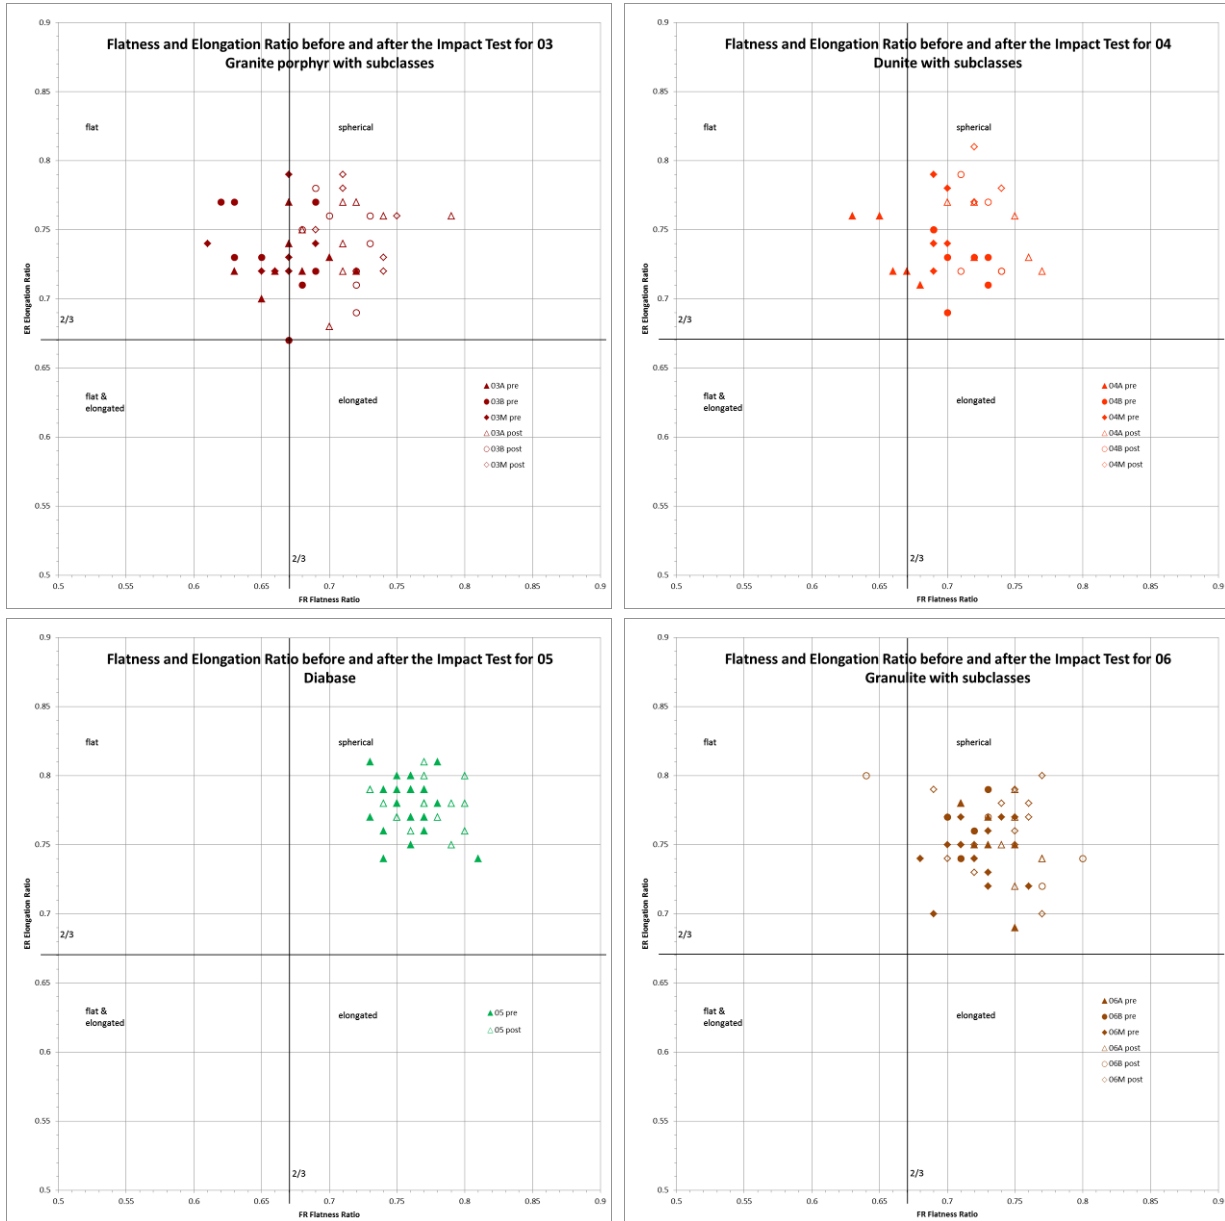 Flatness and Elongation Ratio before and after the Impact Test for 03
Granite porphyr with subclasses
0.9
0.85
0.8
0.75
0.7
0.65
0.6
0.55
0.5
ER Elongation Ratio
flat
spherical
2/3
flat &
elongated
elongated
03A pre
03B pre
03M pre
03A post
03B post
03M post
2/3
0.5
0.55
0.6
0.65
0.7
0.75
0.8
0.85
0.9
FR Flatness Ratio
Flatness and Elongation Ratio before and after the Impact Test for 04
Dunite with subclasses
0.9
0.85
0.8
0.75
0.7
0.65
0.6
0.55
0.5
ER Elongation Ratio
flat
spherical
2/3
flat &
elongated
elongated
04A pre
04B pre
04M pre
04A post
04B post
04M post
2/3
0.5
0.55
0.6
0.65
0.7
0.75
0.8
0.85
0.9
FR Flatness Ratio
Flatness and Elongation Ratio before and after the Impact Test for 05
Diabase
0.9
0.85
0.8
0.75
0.7
0.65
0.6
0.55
0.5
ER Elongation Ratio
flat
spherical
2/3
flat &
elongated
elongated
05 pre
05 post
2/3
0.5
0.55
0.6
0.65
0.7
0.75
0.8
0.85
0.9
FR Flatness Ratio
Flatness and Elongation Ratio before and after the Impact Test for 06
Granulite with subclasses
0.9
0.85
0.8
0.75
0.7
0.65
0.6
0.55
0.5
ER Elongation Ratio
flat
spherical
2/3
flat &
elongated
elongated
06A pre
06B pre
06M pre
06A post
06B post
06M post
2/3
0.5
0.55
0.6
0.65
0.7
0.75
0.8
0.85
0.9
FR Flatness Ratio